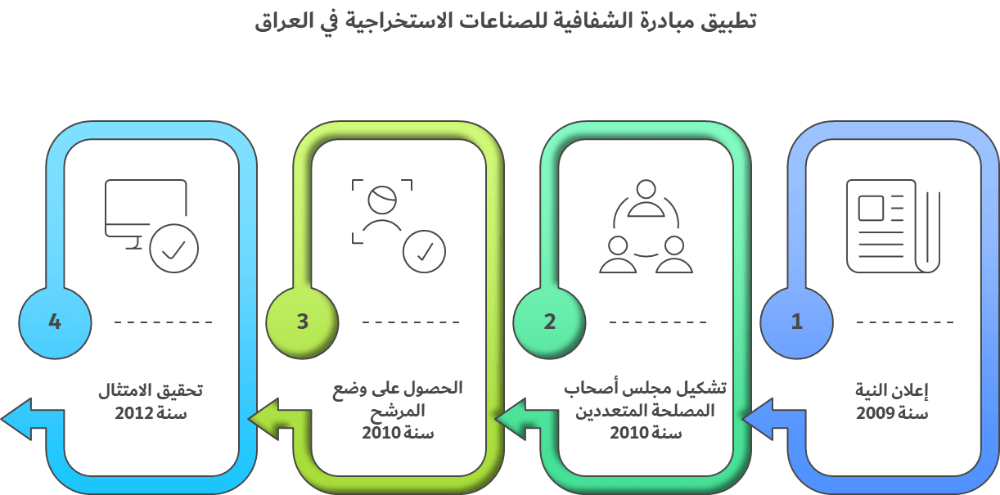 تطبيق مبادرة الشفافية للصناعات الاستخراجية في العراق
1
إعلان النية
سنة 2009
2
تشكيل مجلس أصحاب
المصلحة المتعددين
سنة 2010
3
الحصول على وضع
المرشح
سنة 2010
4
تحقيق الامتثال
سنة 2012